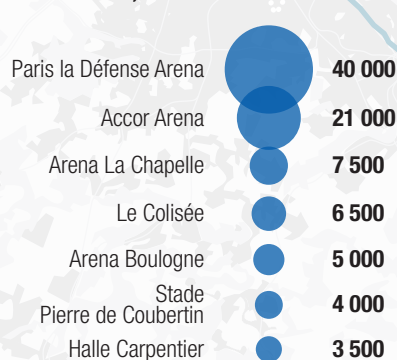 Paris la Défense Arena 40 000
Accor Arena 21 000
Arena La Chapelle 7 500
Le Colisée 6 500
Arena Boulogne 5 000
Stade
Pierre de Coubertin 4 000
Halle Carpentier 3 500